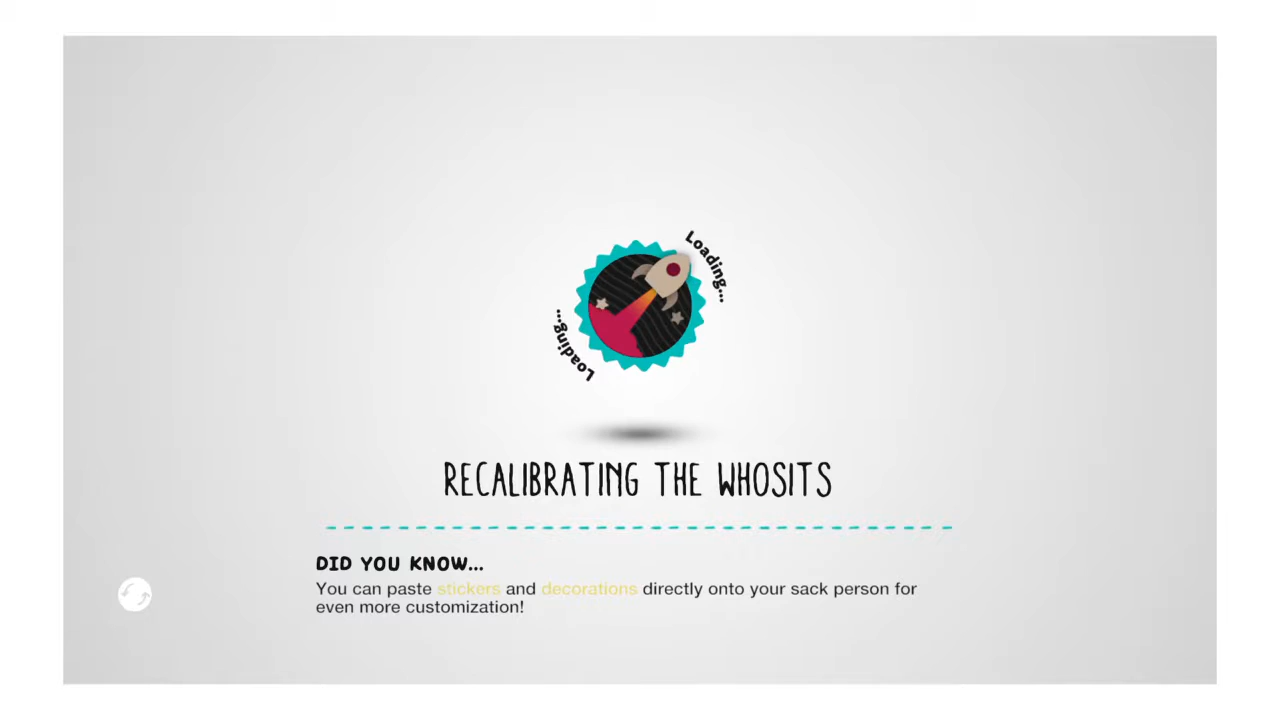 Loading...
Loading...
RECALIBRATING THE WHOSITS
DID YOU KNOW...
You can paste stickers and decorations directly onto your sack person for
even more customization!